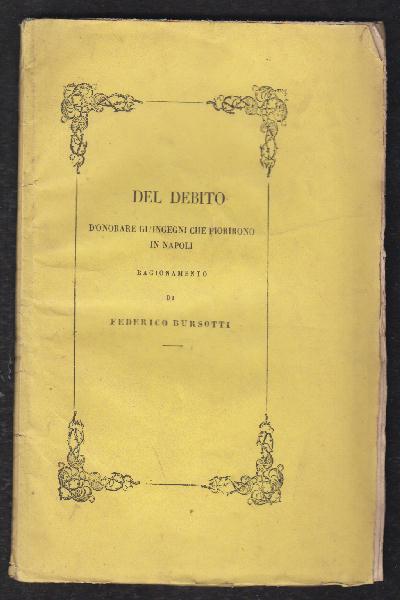 DEL DEBITO
D'ONORARE GL'INGEGNI CHE FIORIRONO
IN NAPOLI
RAGIONAMENTO
DI
FEDERICO BURSOTTI